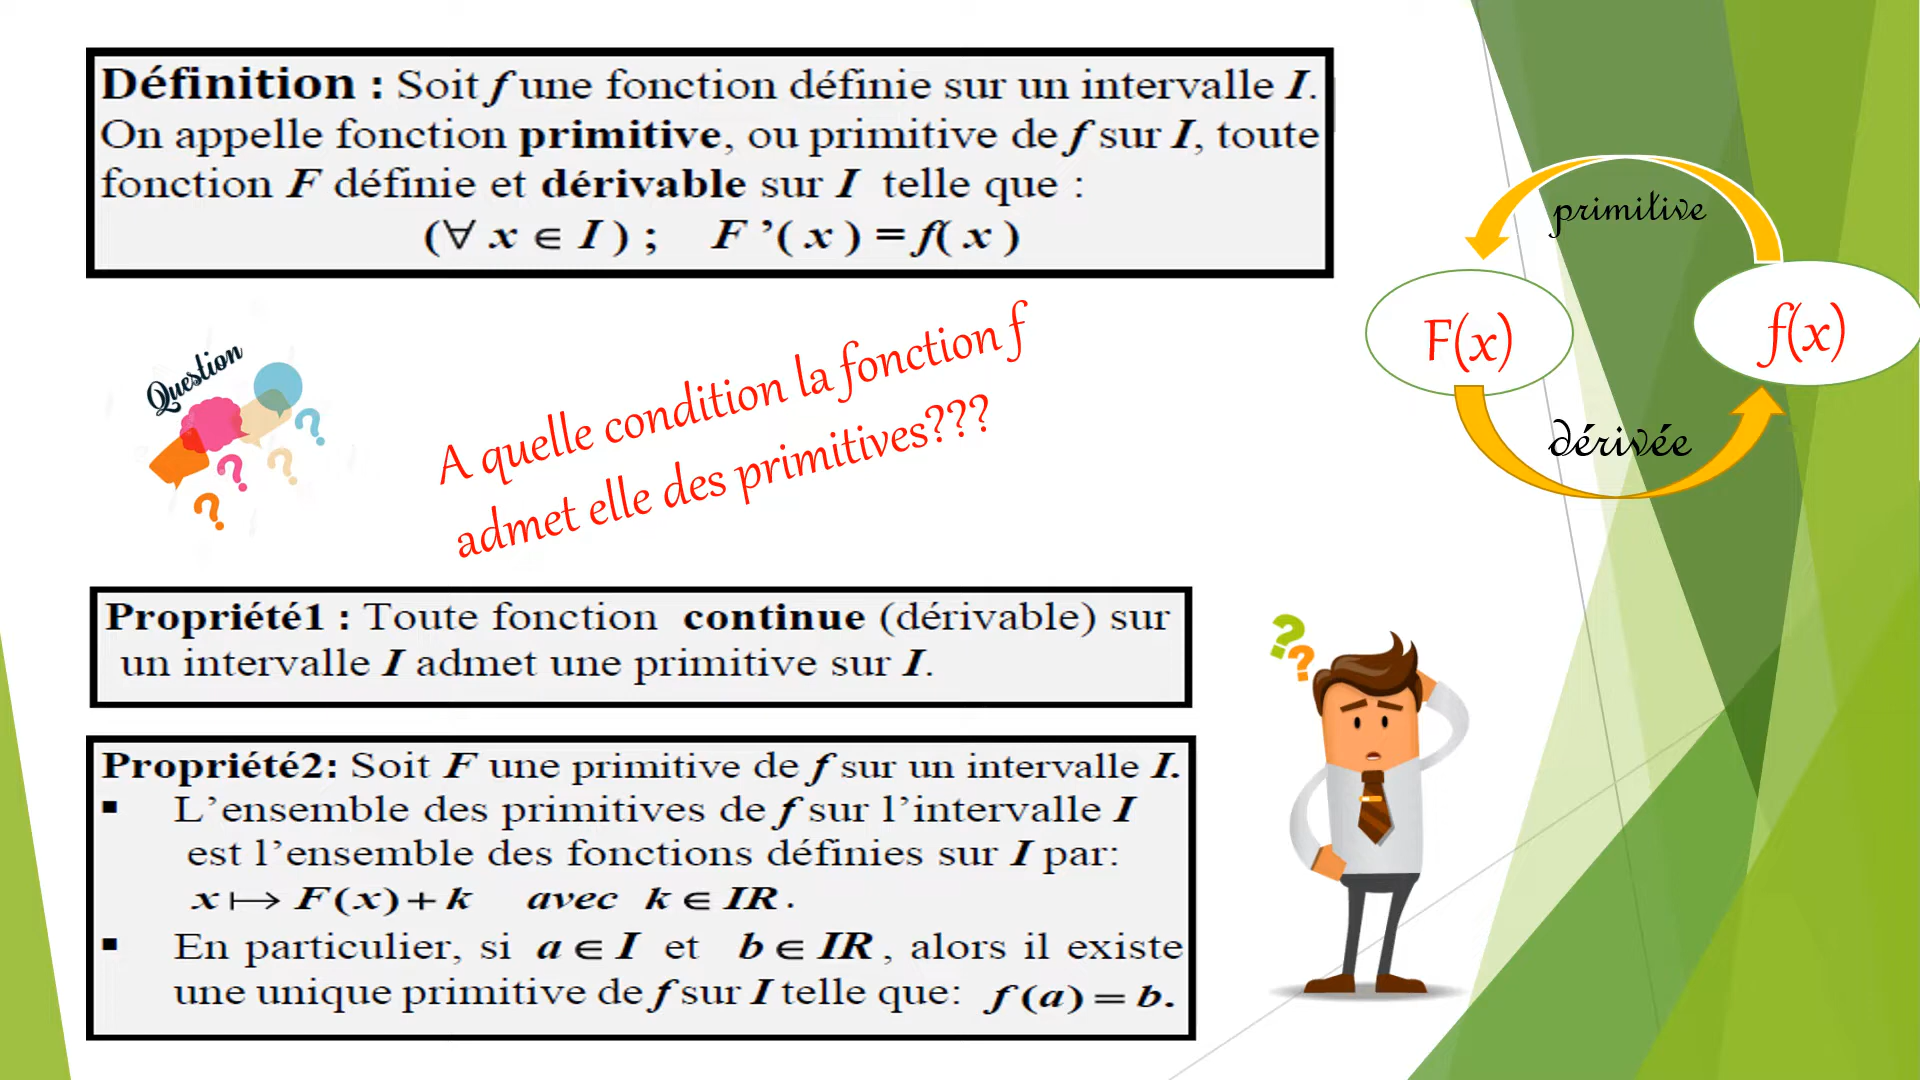 Définition : Soit f une fonction définie sur un intervalle I.
On appelle fonction primitive, ou primitive de f sur I, toute
fonction F définie et dérivable sur I telle que :
(∀ x ∈ I ) ; F ’( x ) = f( x )
primitive
F(x)
f(x)
dérivée
Question
? ? ? ?
A quelle condition la fonction f
admet elle des primitives???
Propriété1 : Toute fonction continue (dérivable) sur
un intervalle I admet une primitive sur I.
??
Propriété2: Soit F une primitive de f sur un intervalle I.
▪ L’ensemble des primitives de f sur l’intervalle I
est l’ensemble des fonctions définies sur I par:
x ⟼ F(x)+ k avec k ∈ IR .
▪ En particulier, si a ∈ I et b ∈ IR , alors il existe
une unique primitive de f sur I telle que: f (a) = b.